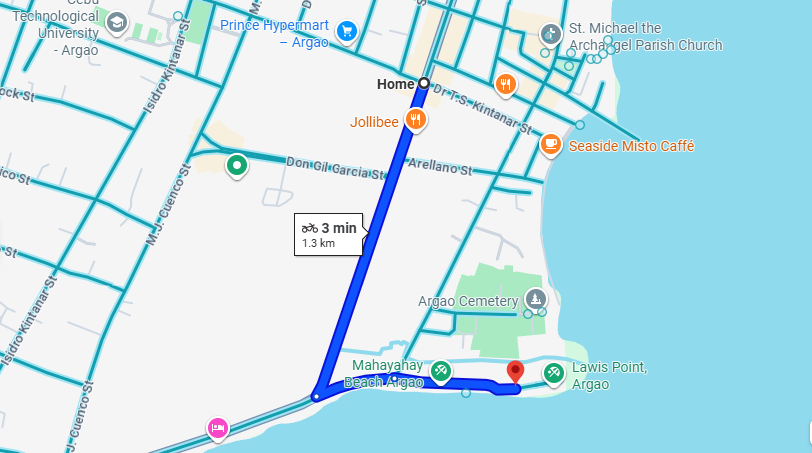 Cebu
Technological
University
- Argao
Prince Hypermart
– Argao
St. Michael the
Archangel Parish Church
Isidro Kintanar St
Home
Dr T.S. Kintanar St
Jollibee
Seaside Misto Caffé
ock St
Don Gil Garcia St
Arellano St
ico St
M.J. Cuenco St
3 min
1.3 km
St
Isidro Kintanar St
Argao Cemetery
Mahayahay
Beach Argao
Lawis Point,
Argao
J. Cuenco St